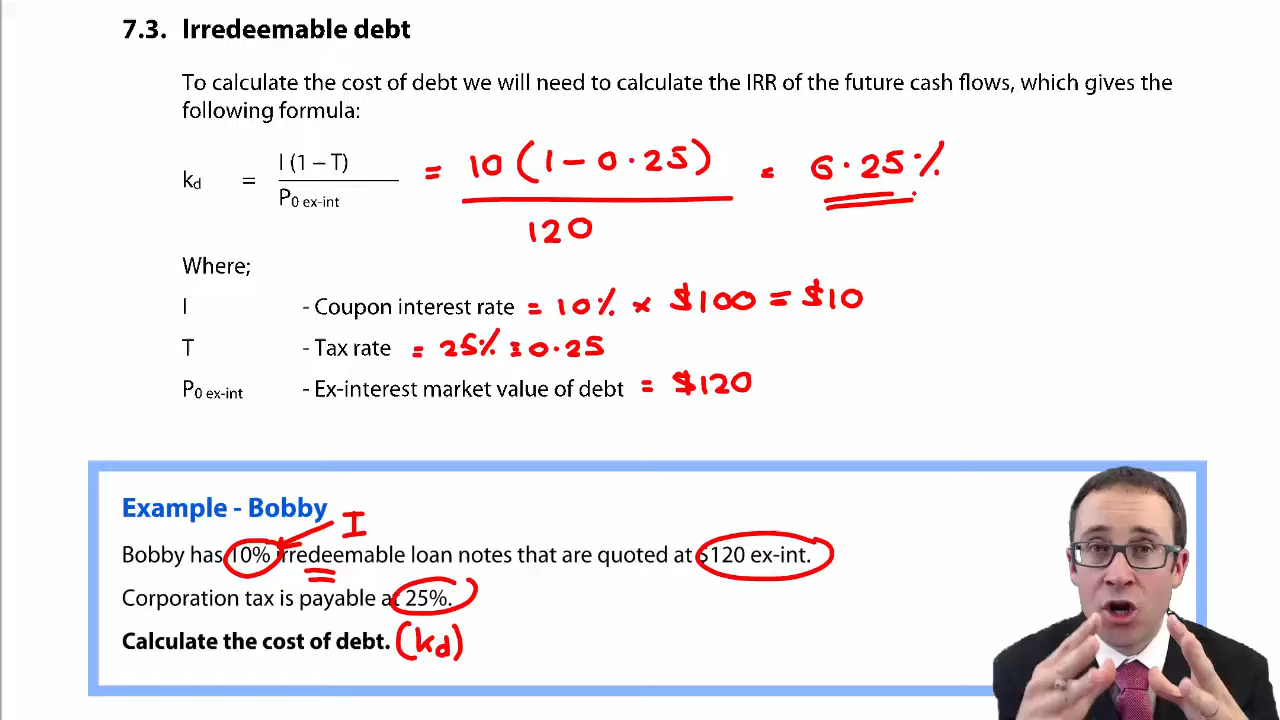 7.3. Irredeemable debt
To calculate the cost of debt we will need to calculate the IRR of the future cash flows, which gives the
following formula:
kd = I (1 – T) / P0 ex-int = 10 (1 - 0.25) / 120 = 6.25%
Where;
I - Coupon interest rate = 10% × $100 = $10
T - Tax rate = 25% = 0.25
P0 ex-int - Ex-interest market value of debt = $120
Example - Bobby
I
Bobby has 10% irredeemable loan notes that are quoted at $120 ex-int.
Corporation tax is payable at 25%.
Calculate the cost of debt. (kd)